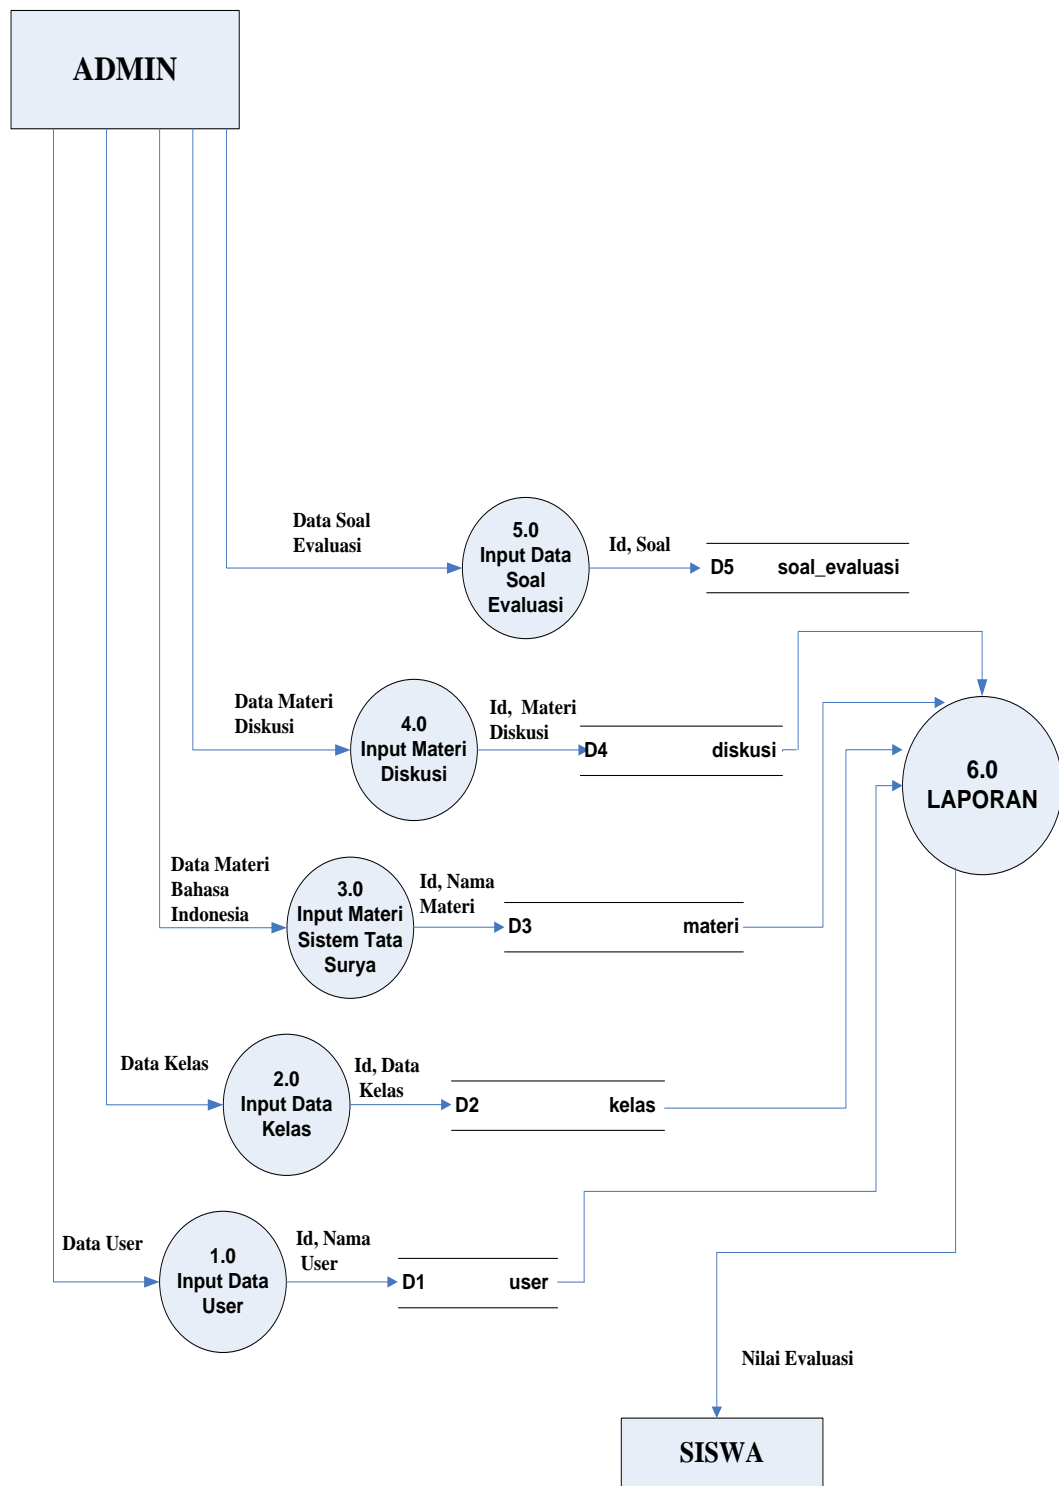 ADMIN
Data Soal
Evaluasi
5.0
Input Data
Soal
Evaluasi
Id, Soal
D5 soal_evaluasi
Data Materi
Diskusi
4.0
Input Materi
Diskusi
Id, Materi
Diskusi
D4 diskusi
6.0
LAPORAN
Data Materi
Bahasa
Indonesia
3.0
Input Materi
Sistem Tata
Surya
Id, Nama
Materi
D3 materi
Data Kelas
2.0
Input Data
Kelas
Id, Data
Kelas
D2 kelas
Data User
1.0
Input Data
User
Id, Nama
User
D1 user
Nilai Evaluasi
SISWA